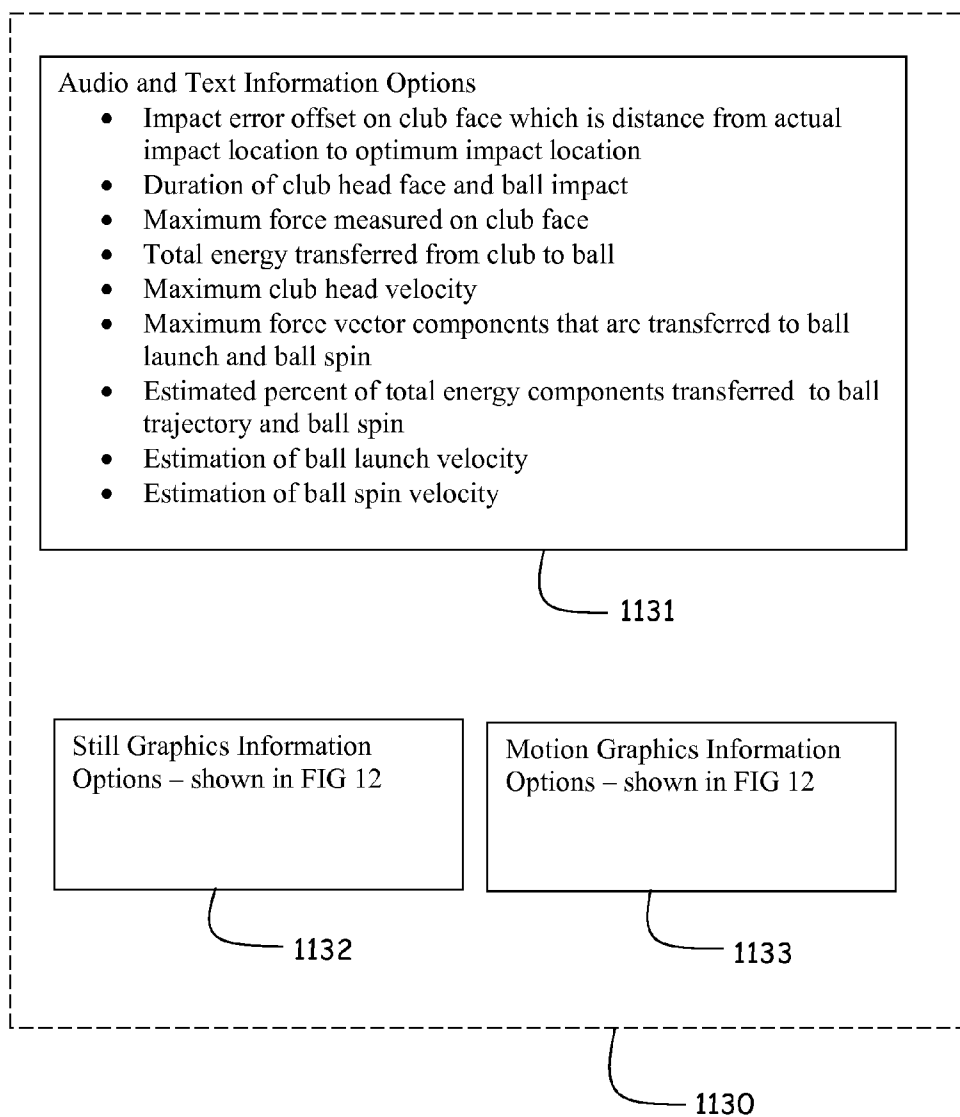 Audio and Text Information Options
• Impact error offset on club face which is distance from actual
impact location to optimum impact location
• Duration of club head face and ball impact
• Maximum force measured on club face
• Total energy transferred from club to ball
• Maximum club head velocity
• Maximum force vector components that are transferred to ball
launch and ball spin
• Estimated percent of total energy components transferred to ball
trajectory and ball spin
• Estimation of ball launch velocity
• Estimation of ball spin velocity
1131
Still Graphics Information
Options – shown in FIG 12
1132
Motion Graphics Information
Options – shown in FIG 12
1133
1130